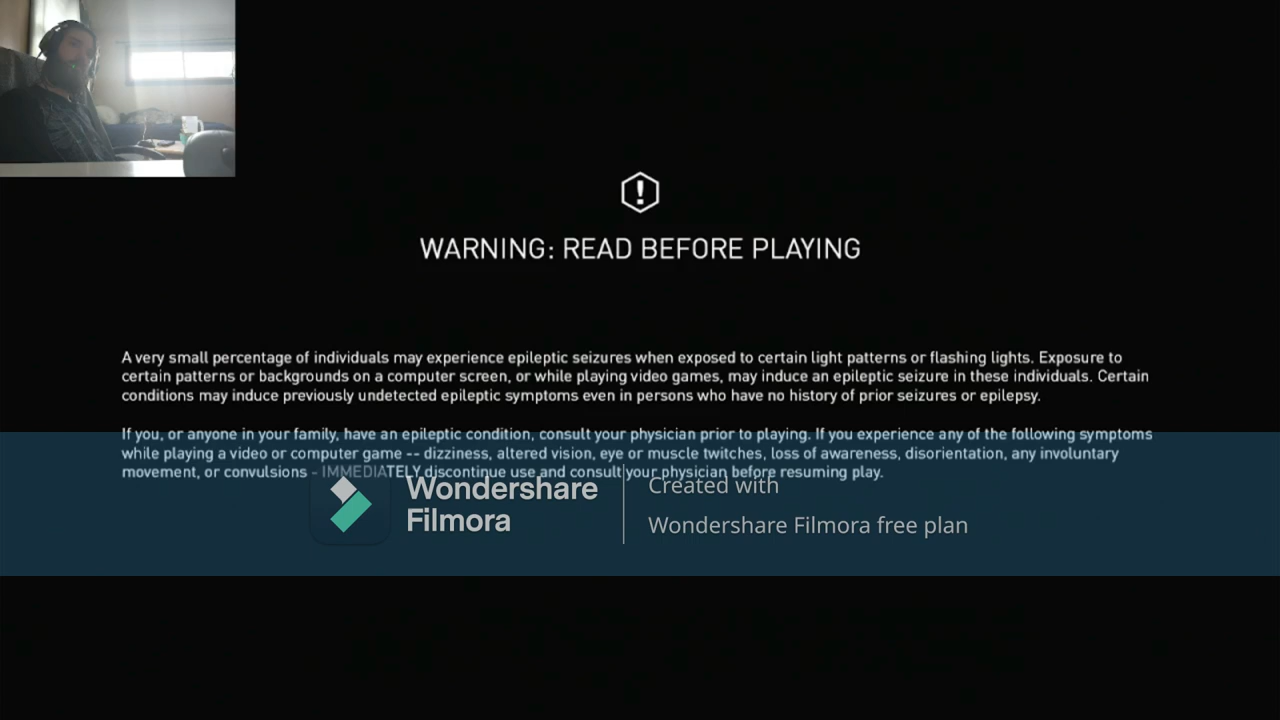 WARNING: READ BEFORE PLAYING
A very small percentage of individuals may experience epileptic seizures when exposed to certain light patterns or flashing lights. Exposure to
certain patterns or backgrounds on a computer screen, or while playing video games, may induce an epileptic seizure in these individuals. Certain
conditions may induce previously undetected epileptic symptoms even in persons who have no history of prior seizures or epilepsy.
If you, or anyone in your family, have an epileptic condition, consult your physician prior to playing. If you experience any of the following symptoms
while playing a video or computer game -- dizziness, altered vision, eye or muscle twitches, loss of awareness, disorientation, any involuntary
movement, or convulsions - IMMEDIATELY discontinue use and consult your physician before resuming play.
Wondershare
Filmora
Created with
Wondershare Filmora free plan